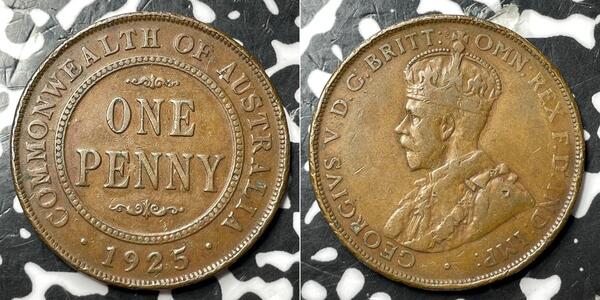 COMMONWEALTH OF AUSTRALIA
ONE
PENNY
· 1925 ·
GEORGIVS V D.G. BRITT: OMN. REX F.D. IND. IMP: